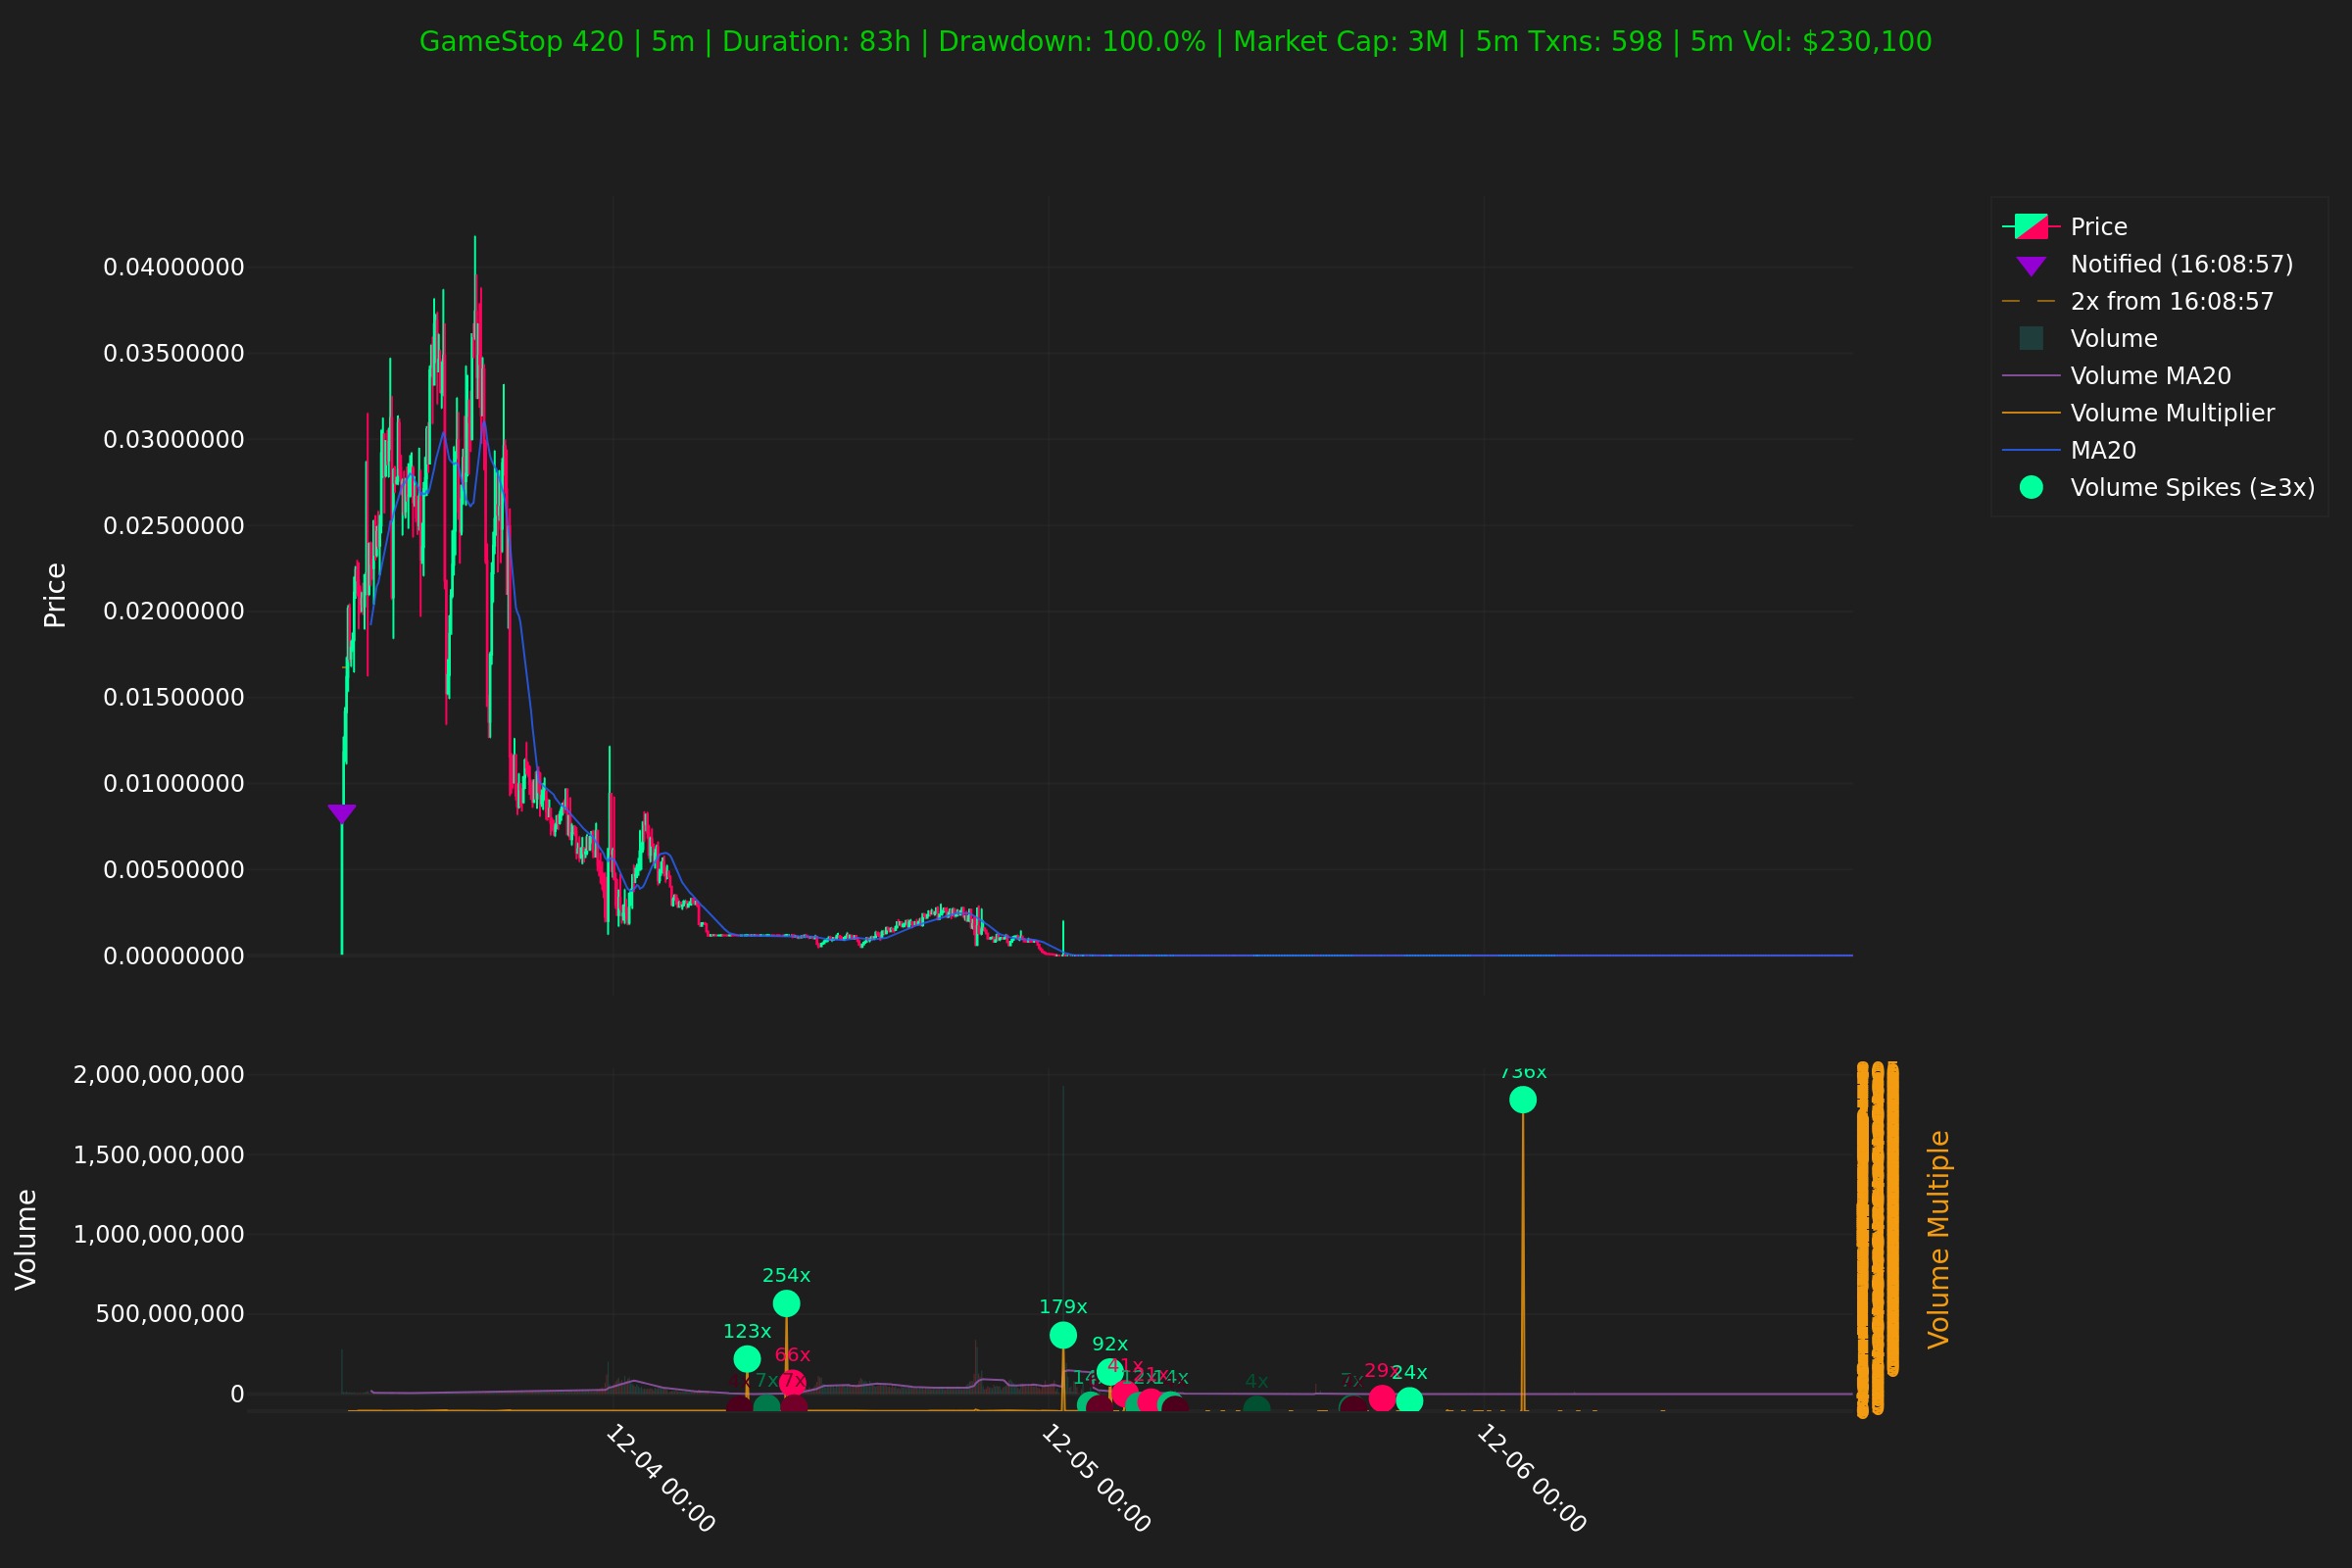 GameStop 420 | 5m | Duration: 83h | Drawdown: 100.0% | Market Cap: 3M | 5m Txns: 598 | 5m Vol: $230,100
Price
0.04000000
0.03500000
0.03000000
0.02500000
0.02000000
0.01500000
0.01000000
0.00500000
0.00000000
Price
Notified (16:08:57)
2x from 16:08:57
Volume
Volume MA20
Volume Multiplier
MA20
Volume Spikes (≥3x)
Volume
2,000,000,000
1,500,000,000
1,000,000,000
500,000,000
0
736x
254x
179x
123x
92x
66x
41x
7x
7x
21x
14x
4x
7x
29x
24x
Volume Multiple
12-04 00:00
12-05 00:00
12-06 00:00